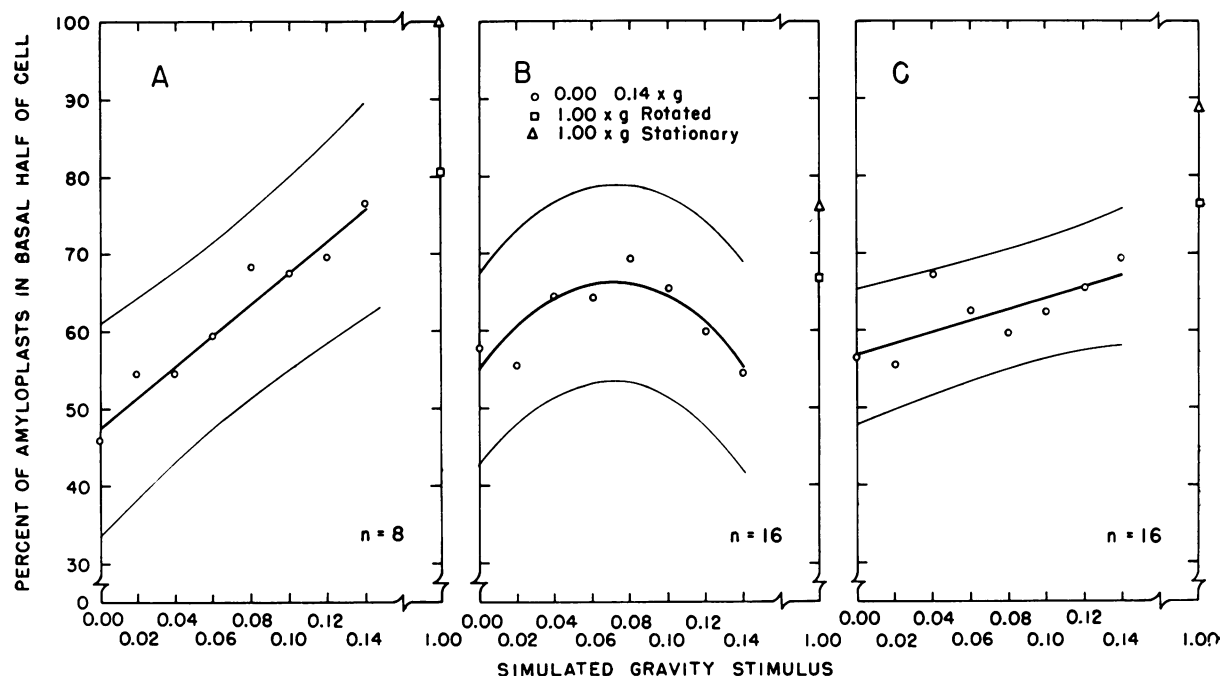 PERCENT OF AMYLOPLASTS IN BASAL HALF OF CELL
100
90
80
70
60
50
40
30
0
A
n = 8
B
0.00 0.14 x g
1.00 x g Rotated
1.00 x g Stationary
n = 16
C
n = 16
0.00 0.04 0.08 0.12 0.00 0.04 0.08 0.12 0.00 0.04 0.08 0.12
0.02 0.06 0.10 0.14 1.00 0.02 0.06 0.10 0.14 1.00 0.02 0.06 0.10 0.14 1.00
SIMULATED GRAVITY STIMULUS